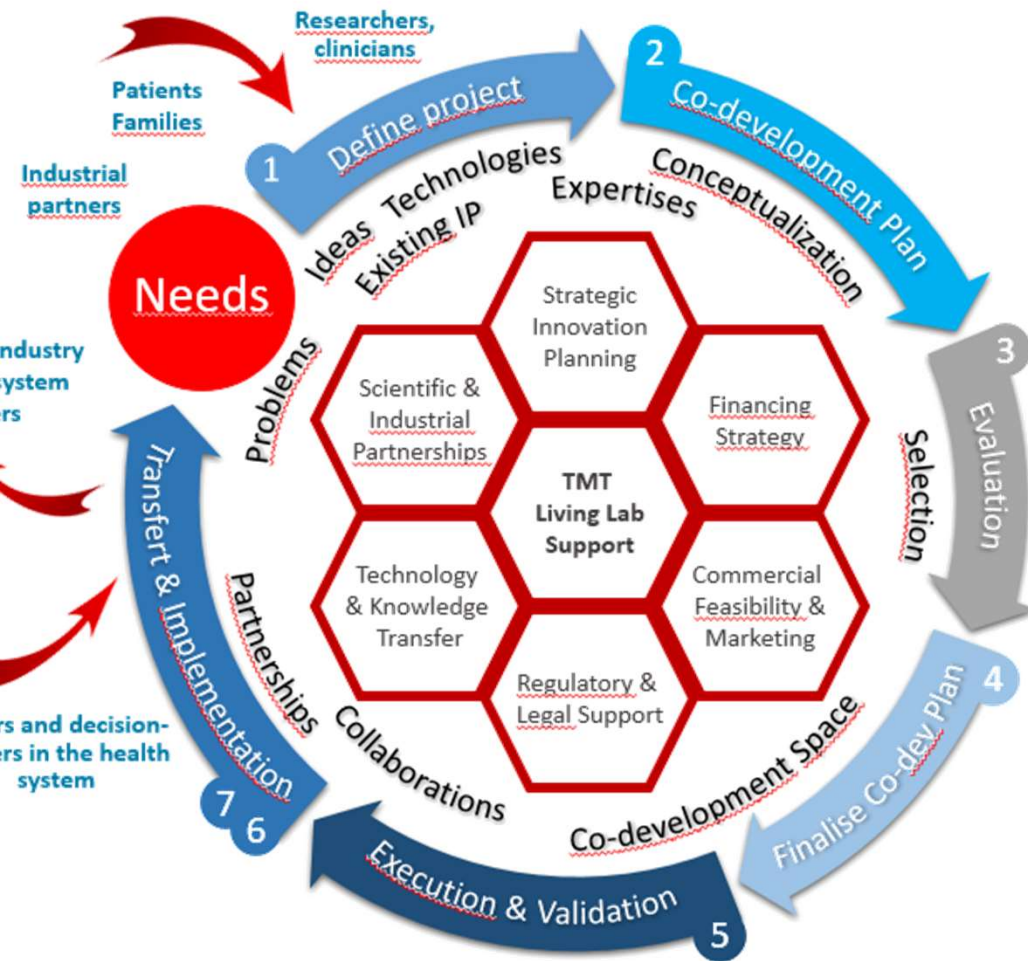 Researchers,
clinicians
Patients
Families
Industrial
partners
Needs
1
Define project
2
Co-development Plan
3
Evaluation
4
Finalise Co-dev Plan
5
Execution & Validation
7
6
Transfert & Implementation
Problems
Ideas
Technologies
Existing IP
Expertises
Conceptualization
Selection
Co-development Space
Collaborations
Partnerships
Strategic
Innovation
Planning
Scientific &
Industrial
Partnerships
Financing
Strategy
TMT
Living Lab
Support
Technology
& Knowledge
Transfer
Commercial
Feasibility &
Marketing
Regulatory &
Legal Support
ndustry
system
ers
rs and decision-
ers in the health
system